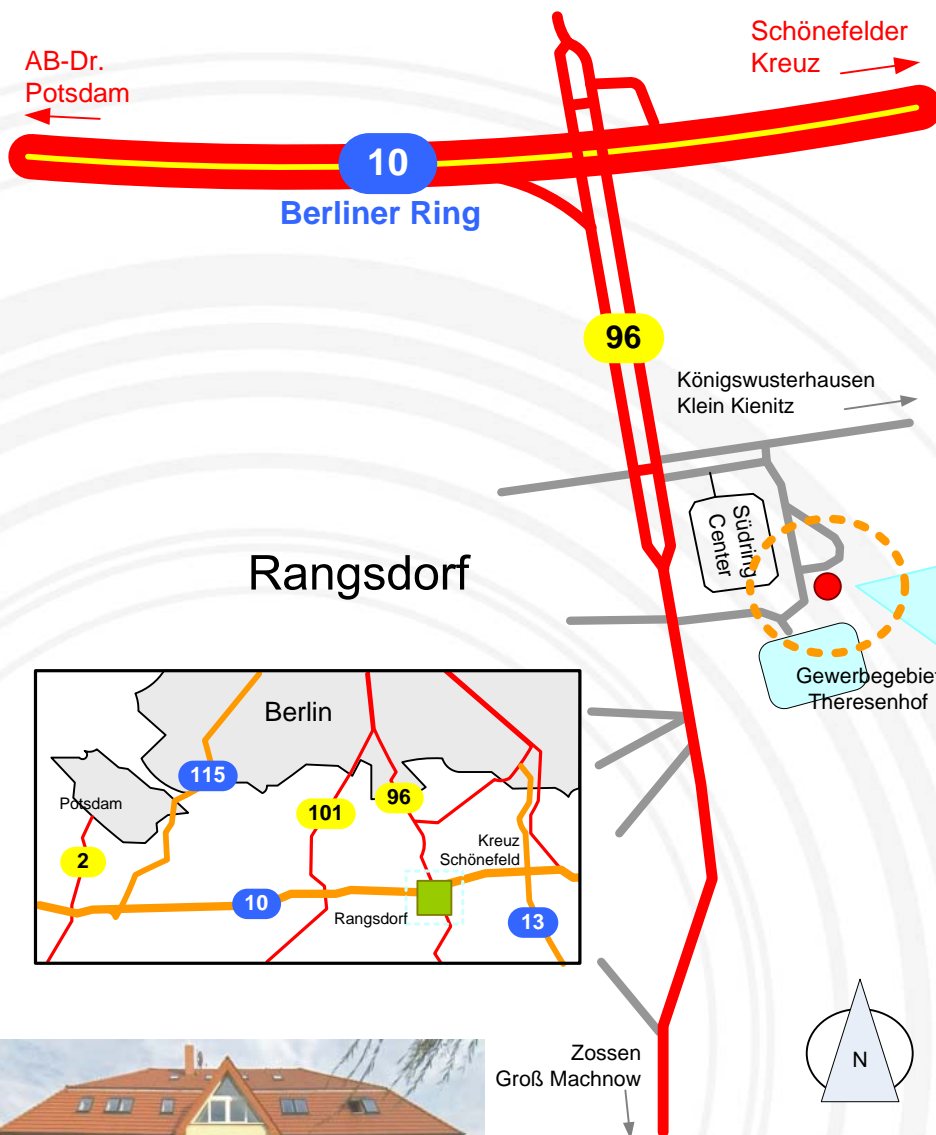 AB-Dr.
Potsdam
Schönefelder
Kreuz
10
Berliner Ring
96
Königswusterhausen
Klein Kienitz
Südring
Center
Rangsdorf
Gewerbegebiet
Theresenhof
Berlin
115
Potsdam
101
96
2
Kreuz
Schönefeld
10
Rangsdorf
13
Zossen
Groß Machnow
N